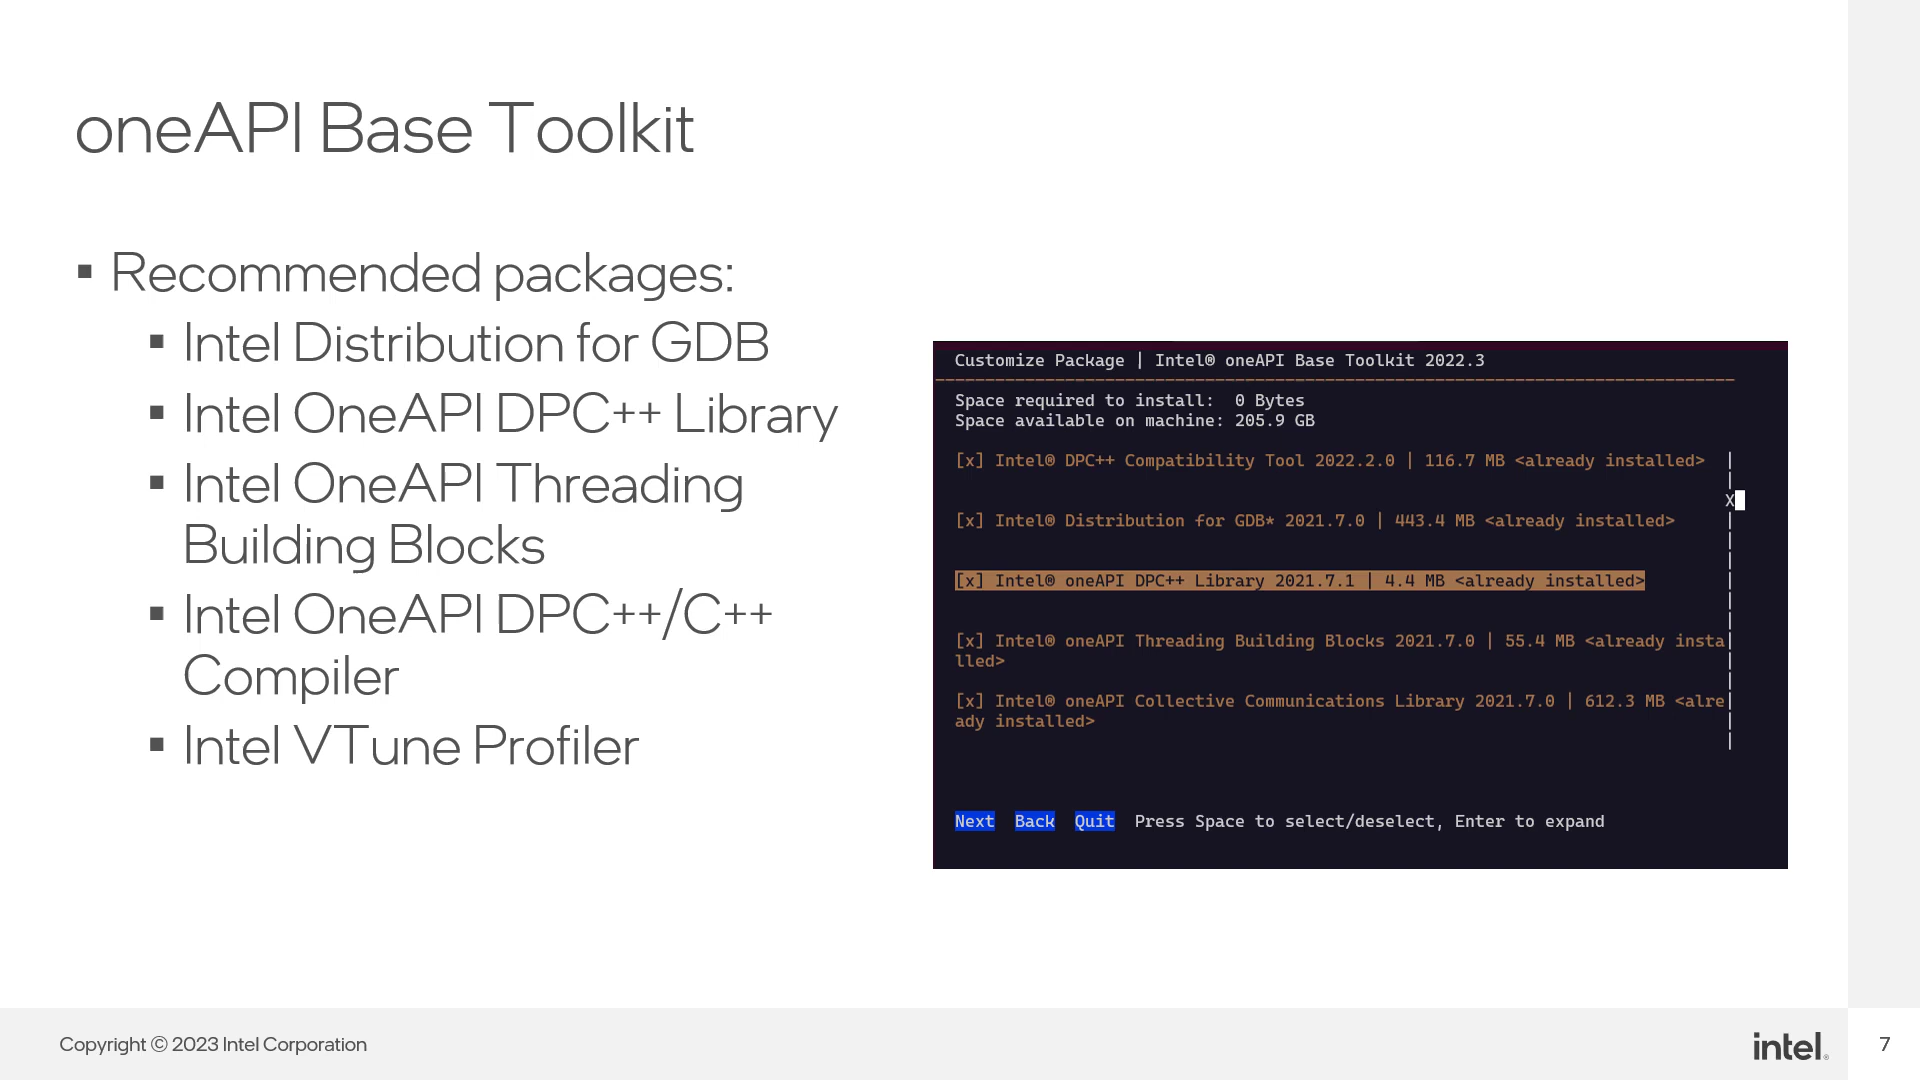 oneAPI Base Toolkit
▪ Recommended packages:
▪ Intel Distribution for GDB
▪ Intel OneAPI DPC++ Library
▪ Intel OneAPI Threading
Building Blocks
▪ Intel OneAPI DPC++/C++
Compiler
▪ Intel VTune Profiler
Customize Package | Intel® oneAPI Base Toolkit 2022.3
Space required to install:  0 Bytes
Space available on machine: 205.9 GB
[x] Intel® DPC++ Compatibility Tool 2022.2.0 | 116.7 MB <already installed>
X
[x] Intel® Distribution for GDB* 2021.7.0 | 443.4 MB <already installed>
[x] Intel® oneAPI DPC++ Library 2021.7.1 | 4.4 MB <already installed>
[x] Intel® oneAPI Threading Building Blocks 2021.7.0 | 55.4 MB <already insta
lled>
[x] Intel® oneAPI Collective Communications Library 2021.7.0 | 612.3 MB <alre
ady installed>
Next  Back  Quit  Press Space to select/deselect, Enter to expand
Copyright © 2023 Intel Corporation
intel®
7